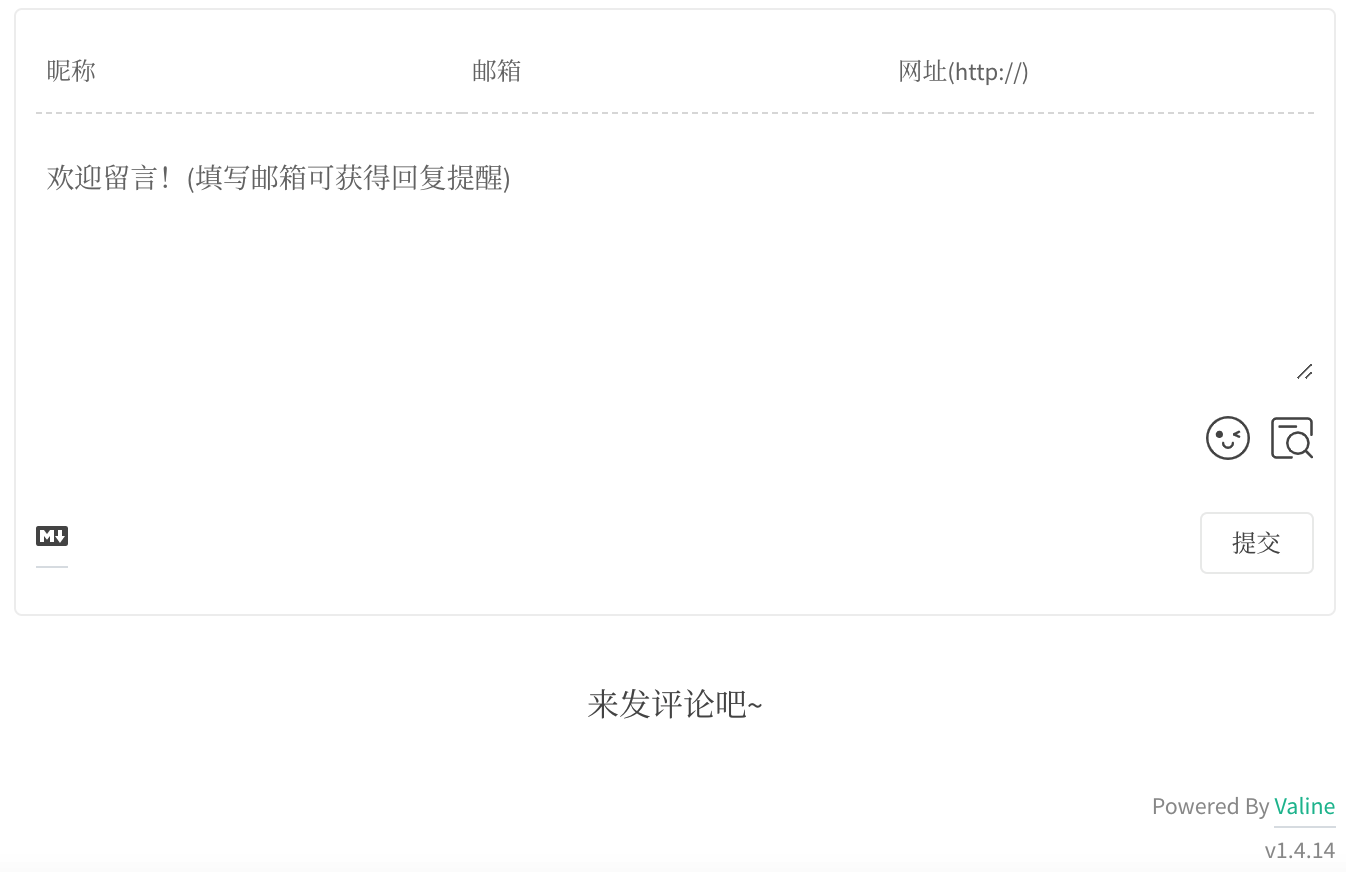 昵称 邮箱 网址(http://)
欢迎留言！(填写邮箱可获得回复提醒)
M
提交
来发评论吧~
Powered By Valine
v1.4.14